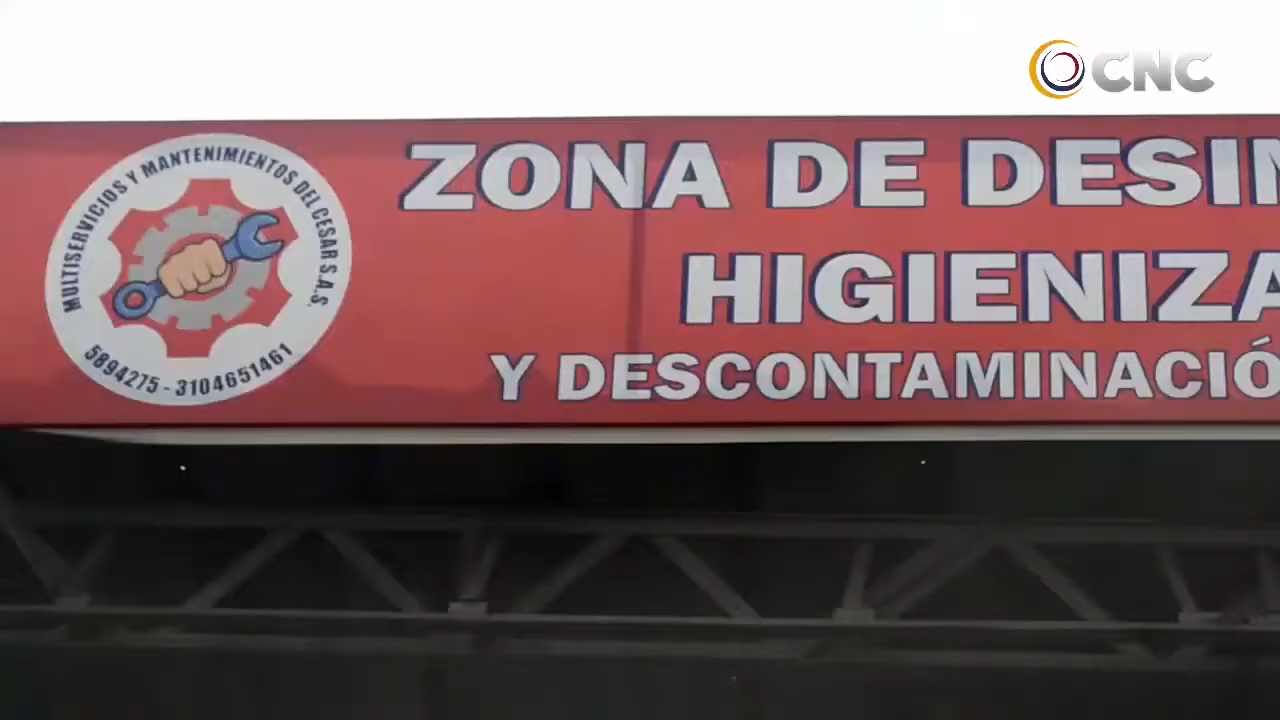 CNC
MULTISERVICIOS Y MANTENIMIENTOS DEL CESAR S.A.S.
5894275 - 3104651461
ZONA DE DESIN
HIGIENIZA
Y DESCONTAMINACIÓ